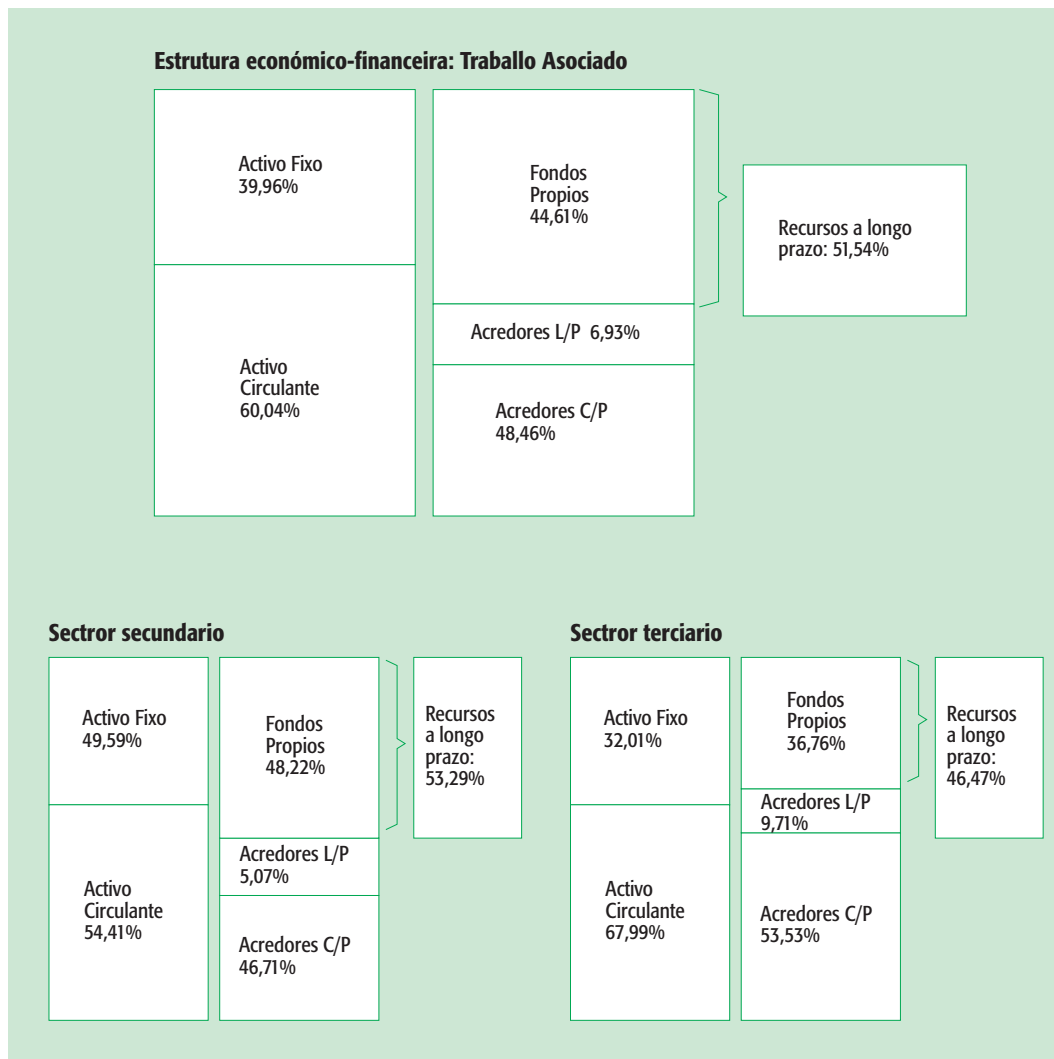 Estrutura económico-financeira: Traballo Asociado
Activo Fixo
39,96%
Fondos
Propios
44,61%
Recursos a longo
prazo: 51,54%
Acredores L/P 6,93%
Activo
Circulante
60,04%
Acredores C/P
48,46%
Sectror secundario
Activo Fixo
49,59%
Fondos
Propios
48,22%
Recursos
a longo
prazo:
53,29%
Acredores L/P
5,07%
Activo
Circulante
54,41%
Acredores C/P
46,71%
Sectror terciario
Activo Fixo
32,01%
Fondos
Propios
36,76%
Recursos
a longo
prazo:
46,47%
Acredores L/P
9,71%
Activo
Circulante
67,99%
Acredores C/P
53,53%